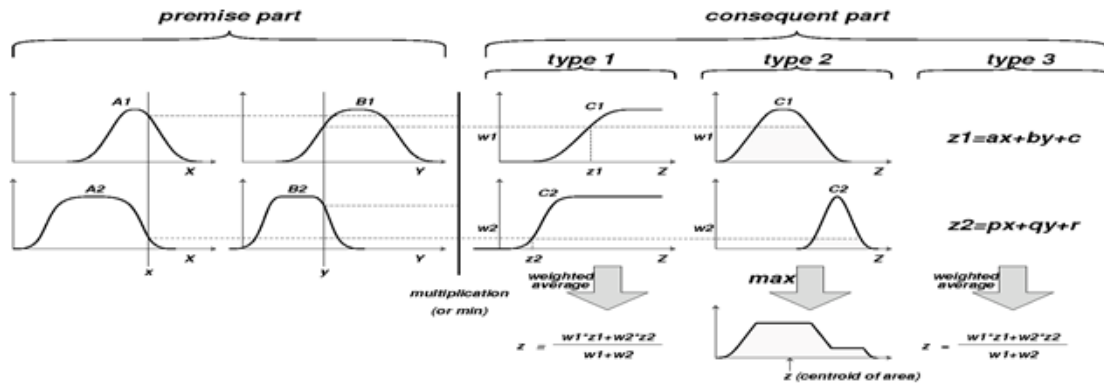 premise part
consequent part
type 1
type 2
type 3
A1
B1
C1
C1
w1
w1
z1=ax+by+c
X
Y
z1
Z
Z
A2
B2
C2
C2
w2
w2
z2=px+qy+r
X
Y
z2
Z
Z
x
y
multiplication
(or min)
weighted
average
max
weighted
average
z = w1*z1+w2*z2
w1+w2
z = w1*z1+w2*z2
w1+w2
z (centroid of area)